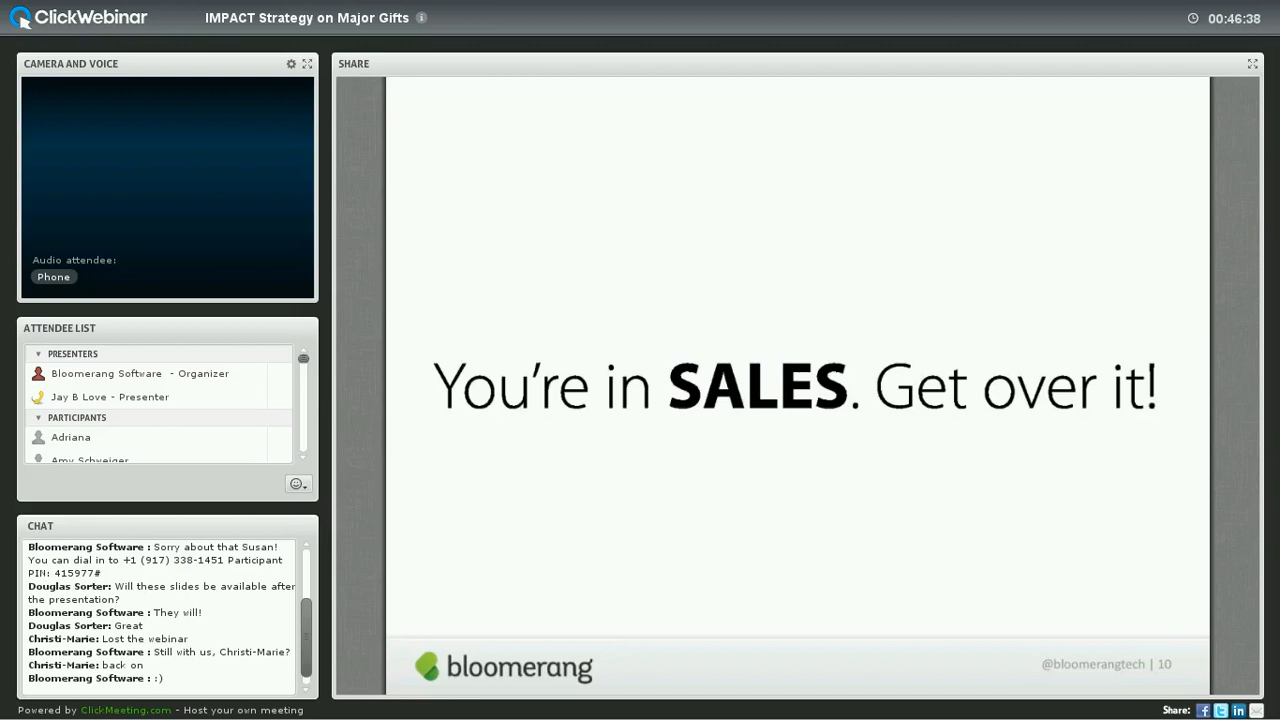 ClickWebinar
IMPACT Strategy on Major Gifts
00:46:38
CAMERA AND VOICE
Audio attendee:
Phone
ATTENDEE LIST
PRESENTERS
Bloomerang Software - Organizer
Jay B Love - Presenter
PARTICIPANTS
Adriana
Amy Schweiger
CHAT
Bloomerang Software : Sorry about that Susan!
You can dial in to +1 (917) 338-1451 Participant
PIN: 415977#
Douglas Sorter: Will these slides be available after
the presentation?
Bloomerang Software : They will!
Douglas Sorter: Great
Christi-Marie: Lost the webinar
Bloomerang Software : Still with us, Christi-Marie?
Christi-Marie: back on
Bloomerang Software : :)
SHARE
You're in SALES. Get over it!
bloomerang
@bloomerangtech | 10
Powered by ClickMeeting.com - Host your own meeting
Share: